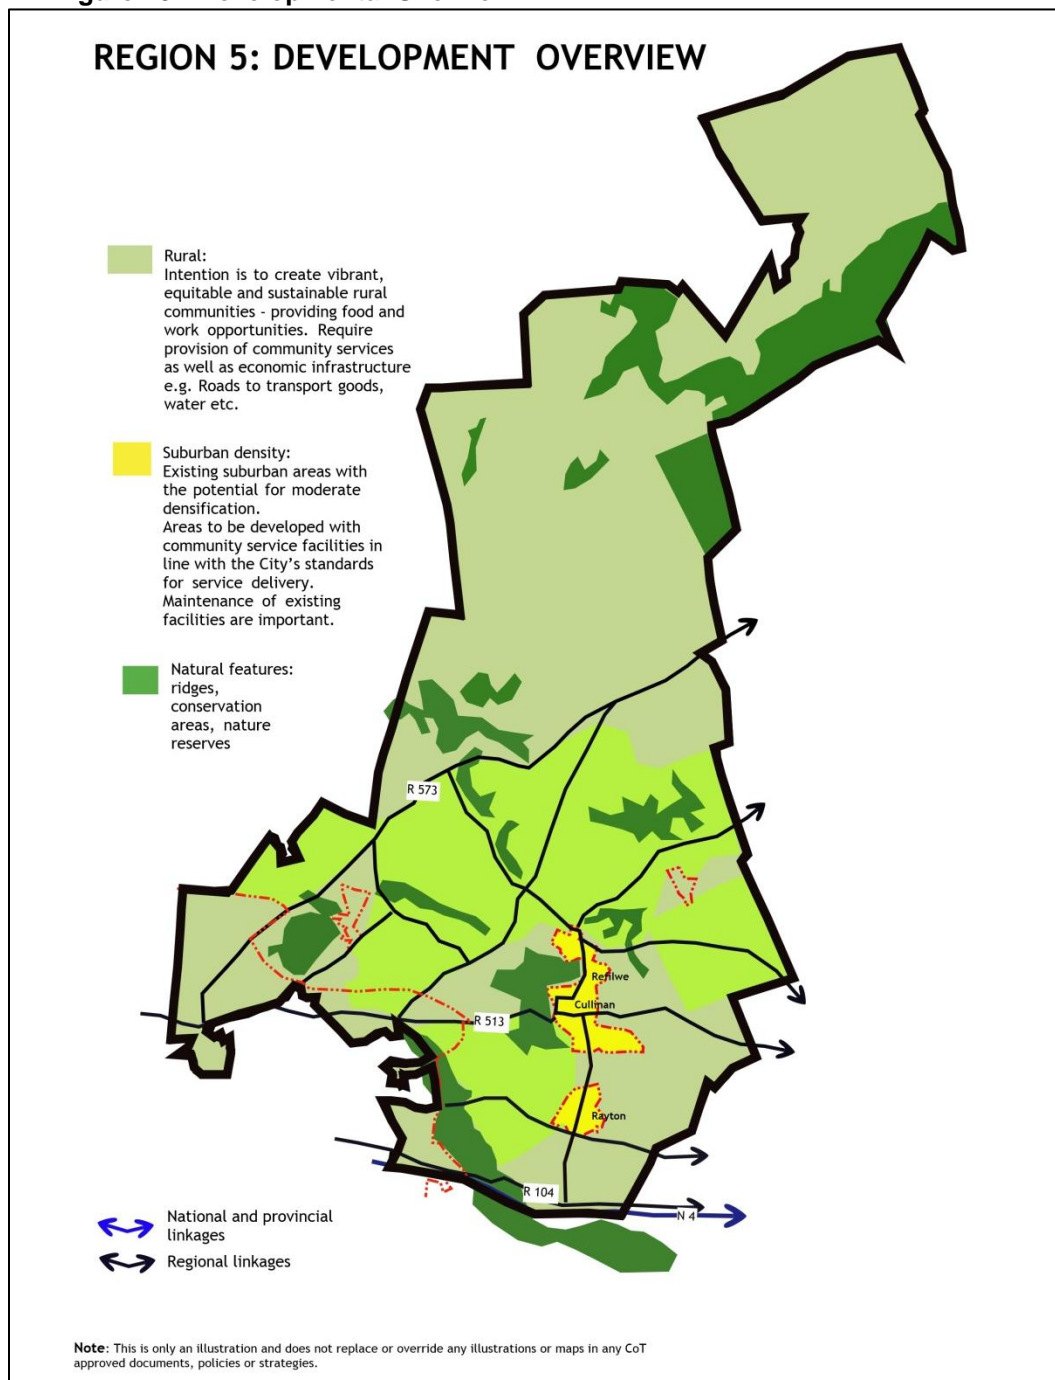 REGION 5: DEVELOPMENT OVERVIEW
Rural:
Intention is to create vibrant,
equitable and sustainable rural
communities - providing food and
work opportunities. Require
provision of community services
as well as economic infrastructure
e.g. Roads to transport goods,
water etc.
Suburban density:
Existing suburban areas with
the potential for moderate
densification.
Areas to be developed with
community service facilities in
line with the City's standards
for service delivery.
Maintenance of existing
facilities are important.
Natural features:
ridges,
conservation
areas, nature
reserves
R 573
Refilwe
Cullinan
R 513
Rayton
R 104
N 4
National and provincial
linkages
Regional linkages
Note: This is only an illustration and does not replace or override any illustrations or maps in any CoT
approved documents, policies or strategies.